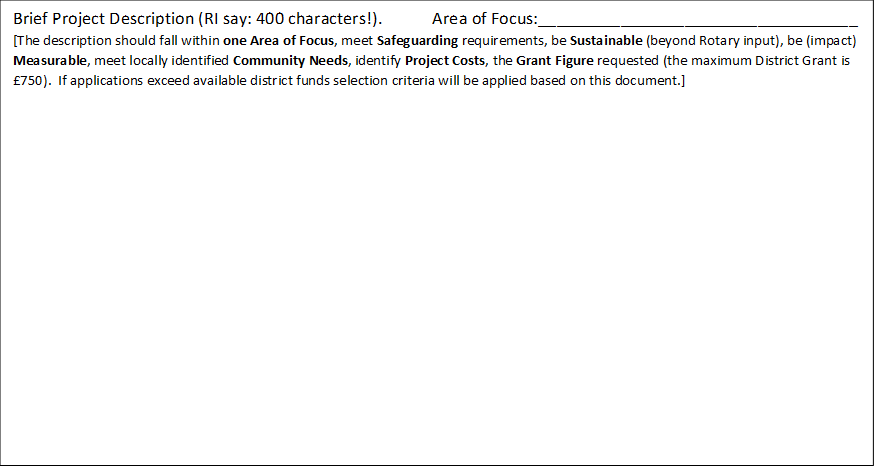 Brief Project Description (RI say: 400 characters!). Area of Focus:___________________________________
[The description should fall within one Area of Focus, meet Safeguarding requirements, be Sustainable (beyond Rotary input), be (impact)
Measurable, meet locally identified Community Needs, identify Project Costs, the Grant Figure requested (the maximum District Grant is
£750). If applications exceed available district funds selection criteria will be applied based on this document.]